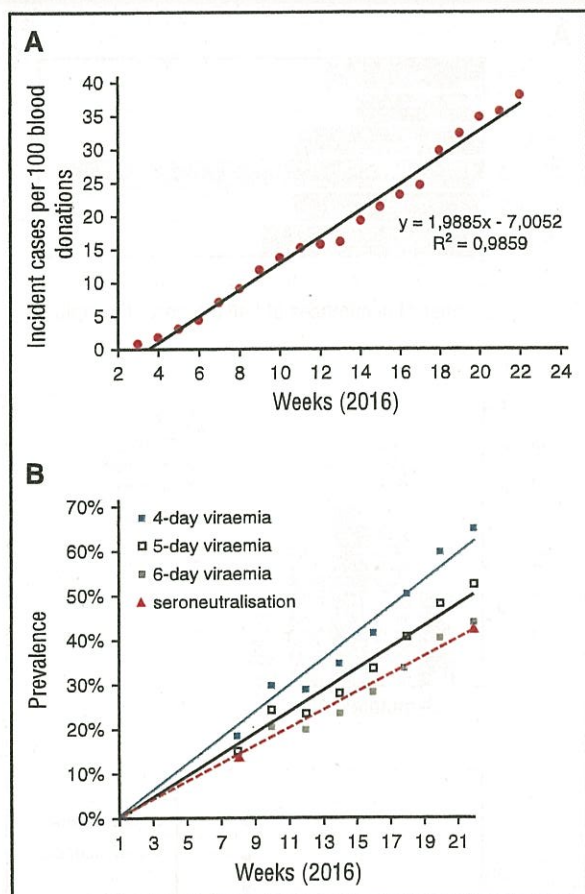 A
40
35
30
25
20
15
10
5
0
Incident cases per 100 blood
donations
y = 1,9885x - 7,0052
R² = 0,9859
2 4 6 8 10 12 14 16 18 20 22 24
Weeks (2016)
B
70%
60%
50%
40%
30%
20%
10%
0%
Prevalence
4-day viraemia
5-day viraemia
6-day viraemia
seroneutralisation
1 3 5 7 9 11 13 15 17 19 21
Weeks (2016)